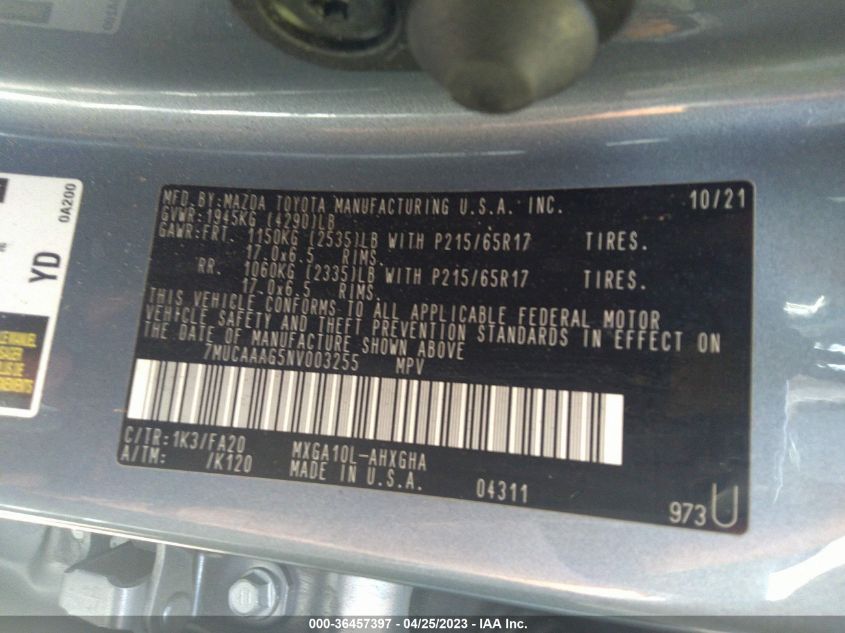 MFD.BY:MAZDA TOYOTA MANUFACTURING U.S.A. INC. 10/21
GVWR:1945KG (4290)LB
GAWR:FRT. 1150KG (2535)LB WITH P215/65R17 TIRES.
17.0x6.5 RIMS.
RR. 1060KG (2335)LB WITH P215/65R17 TIRES.
17.0x6.5 RIMS.
THIS VEHICLE CONFORMS TO ALL APPLICABLE FEDERAL MOTOR
VEHICLE SAFETY AND THEFT PREVENTION STANDARDS IN EFFECT ON
THE DATE OF MANUFACTURE SHOWN ABOVE
7MUCAAAG5NV003255 MPV
C/TR:1K3/FA20 MXGA10L-AHXGHA
A/TM: /K120 MADE IN U.S.A. 04311
973U
0A200
YD
000-36457397 - 04/25/2023 - IAA Inc.